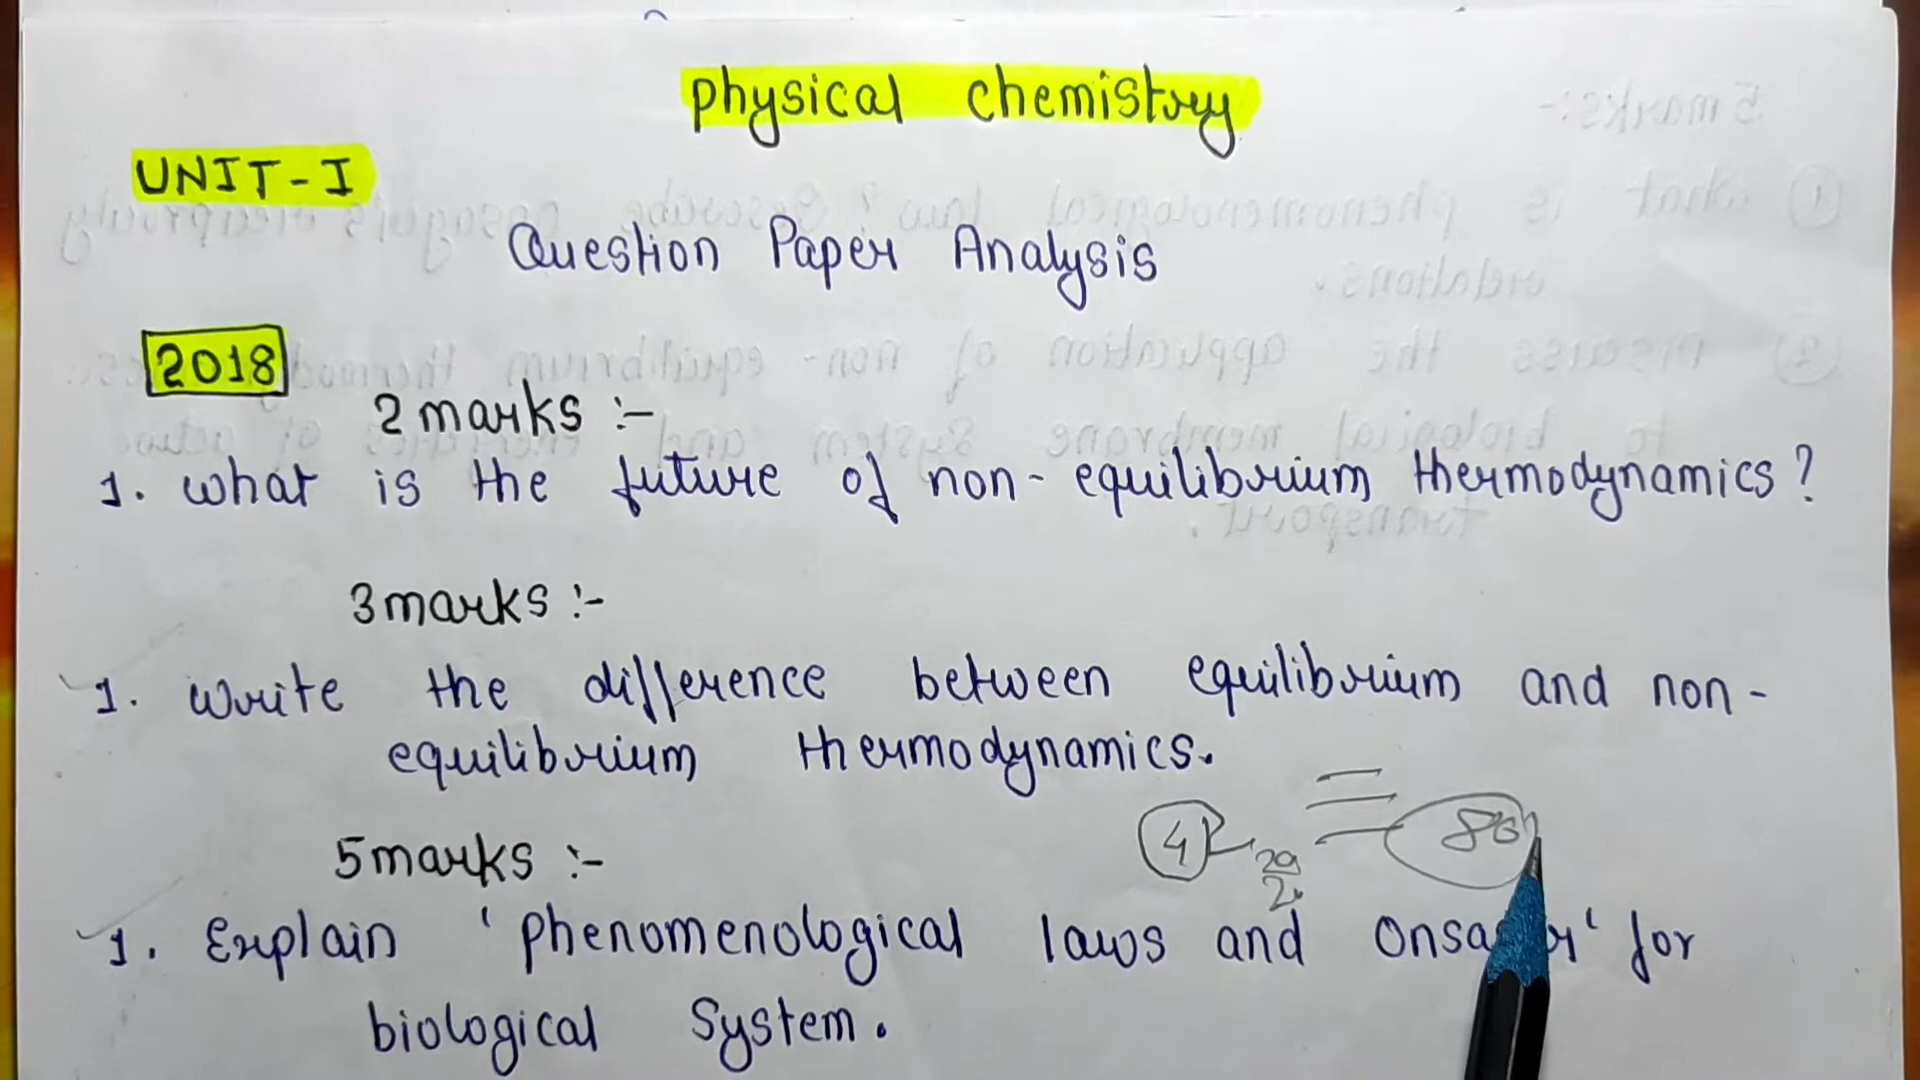 Physical chemistry
UNIT-I
Question Paper Analysis
2018
2 marks :-
1. what is the future of non-equilibrium thermodynamics?
3 marks :-
1. Write the difference between equilibrium and non-
equilibrium thermodynamics.
4
80
5 marks :-
1. Explain ‘phenomenological laws and for
biological system.